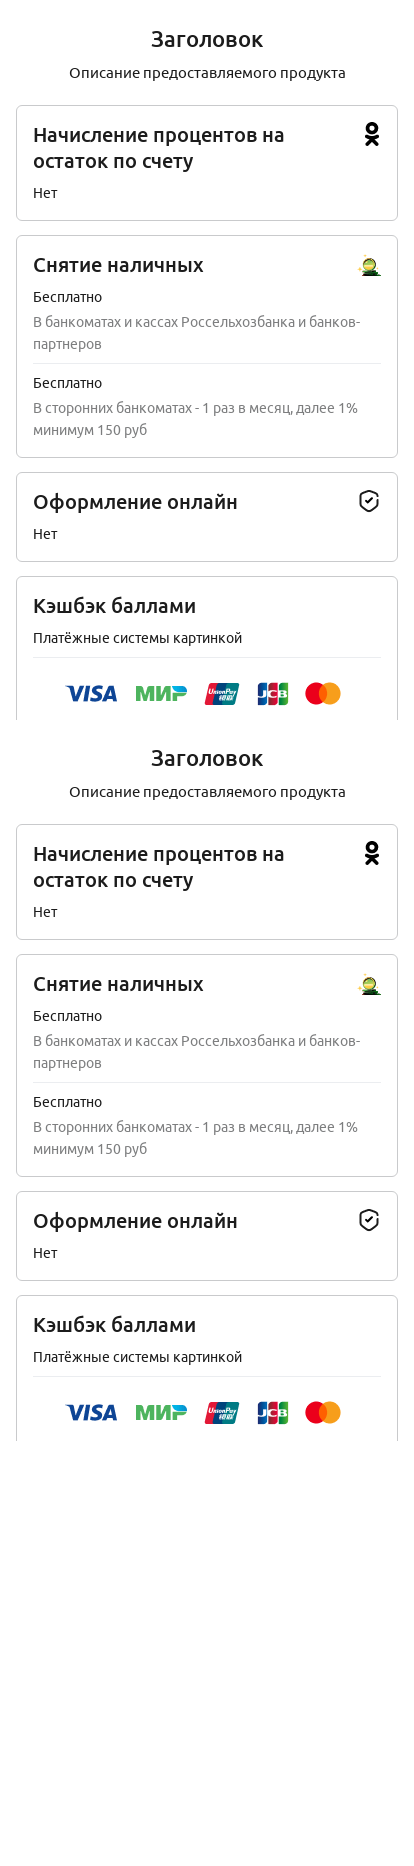 Заголовок
Описание предоставляемого продукта
Начисление процентов на
остаток по счету
Нет
Снятие наличных
Бесплатно
В банкоматах и кассах Россельхозбанка и банков-
партнеров
Бесплатно
В сторонних банкоматах - 1 раз в месяц, далее 1%
минимум 150 руб
Оформление онлайн
Нет
Кэшбэк баллами
Платёжные системы картинкой
VISA МИР UnionPay 银联 JCB
Заголовок
Описание предоставляемого продукта
Начисление процентов на
остаток по счету
Нет
Снятие наличных
Бесплатно
В банкоматах и кассах Россельхозбанка и банков-
партнеров
Бесплатно
В сторонних банкоматах - 1 раз в месяц, далее 1%
минимум 150 руб
Оформление онлайн
Нет
Кэшбэк баллами
Платёжные системы картинкой
VISA МИР UnionPay 银联 JCB